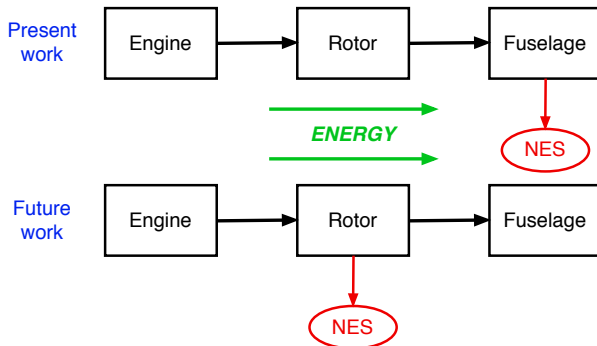 Present
work
Engine
Rotor
Fuselage
ENERGY
NES
Future
work
Engine
Rotor
Fuselage
NES